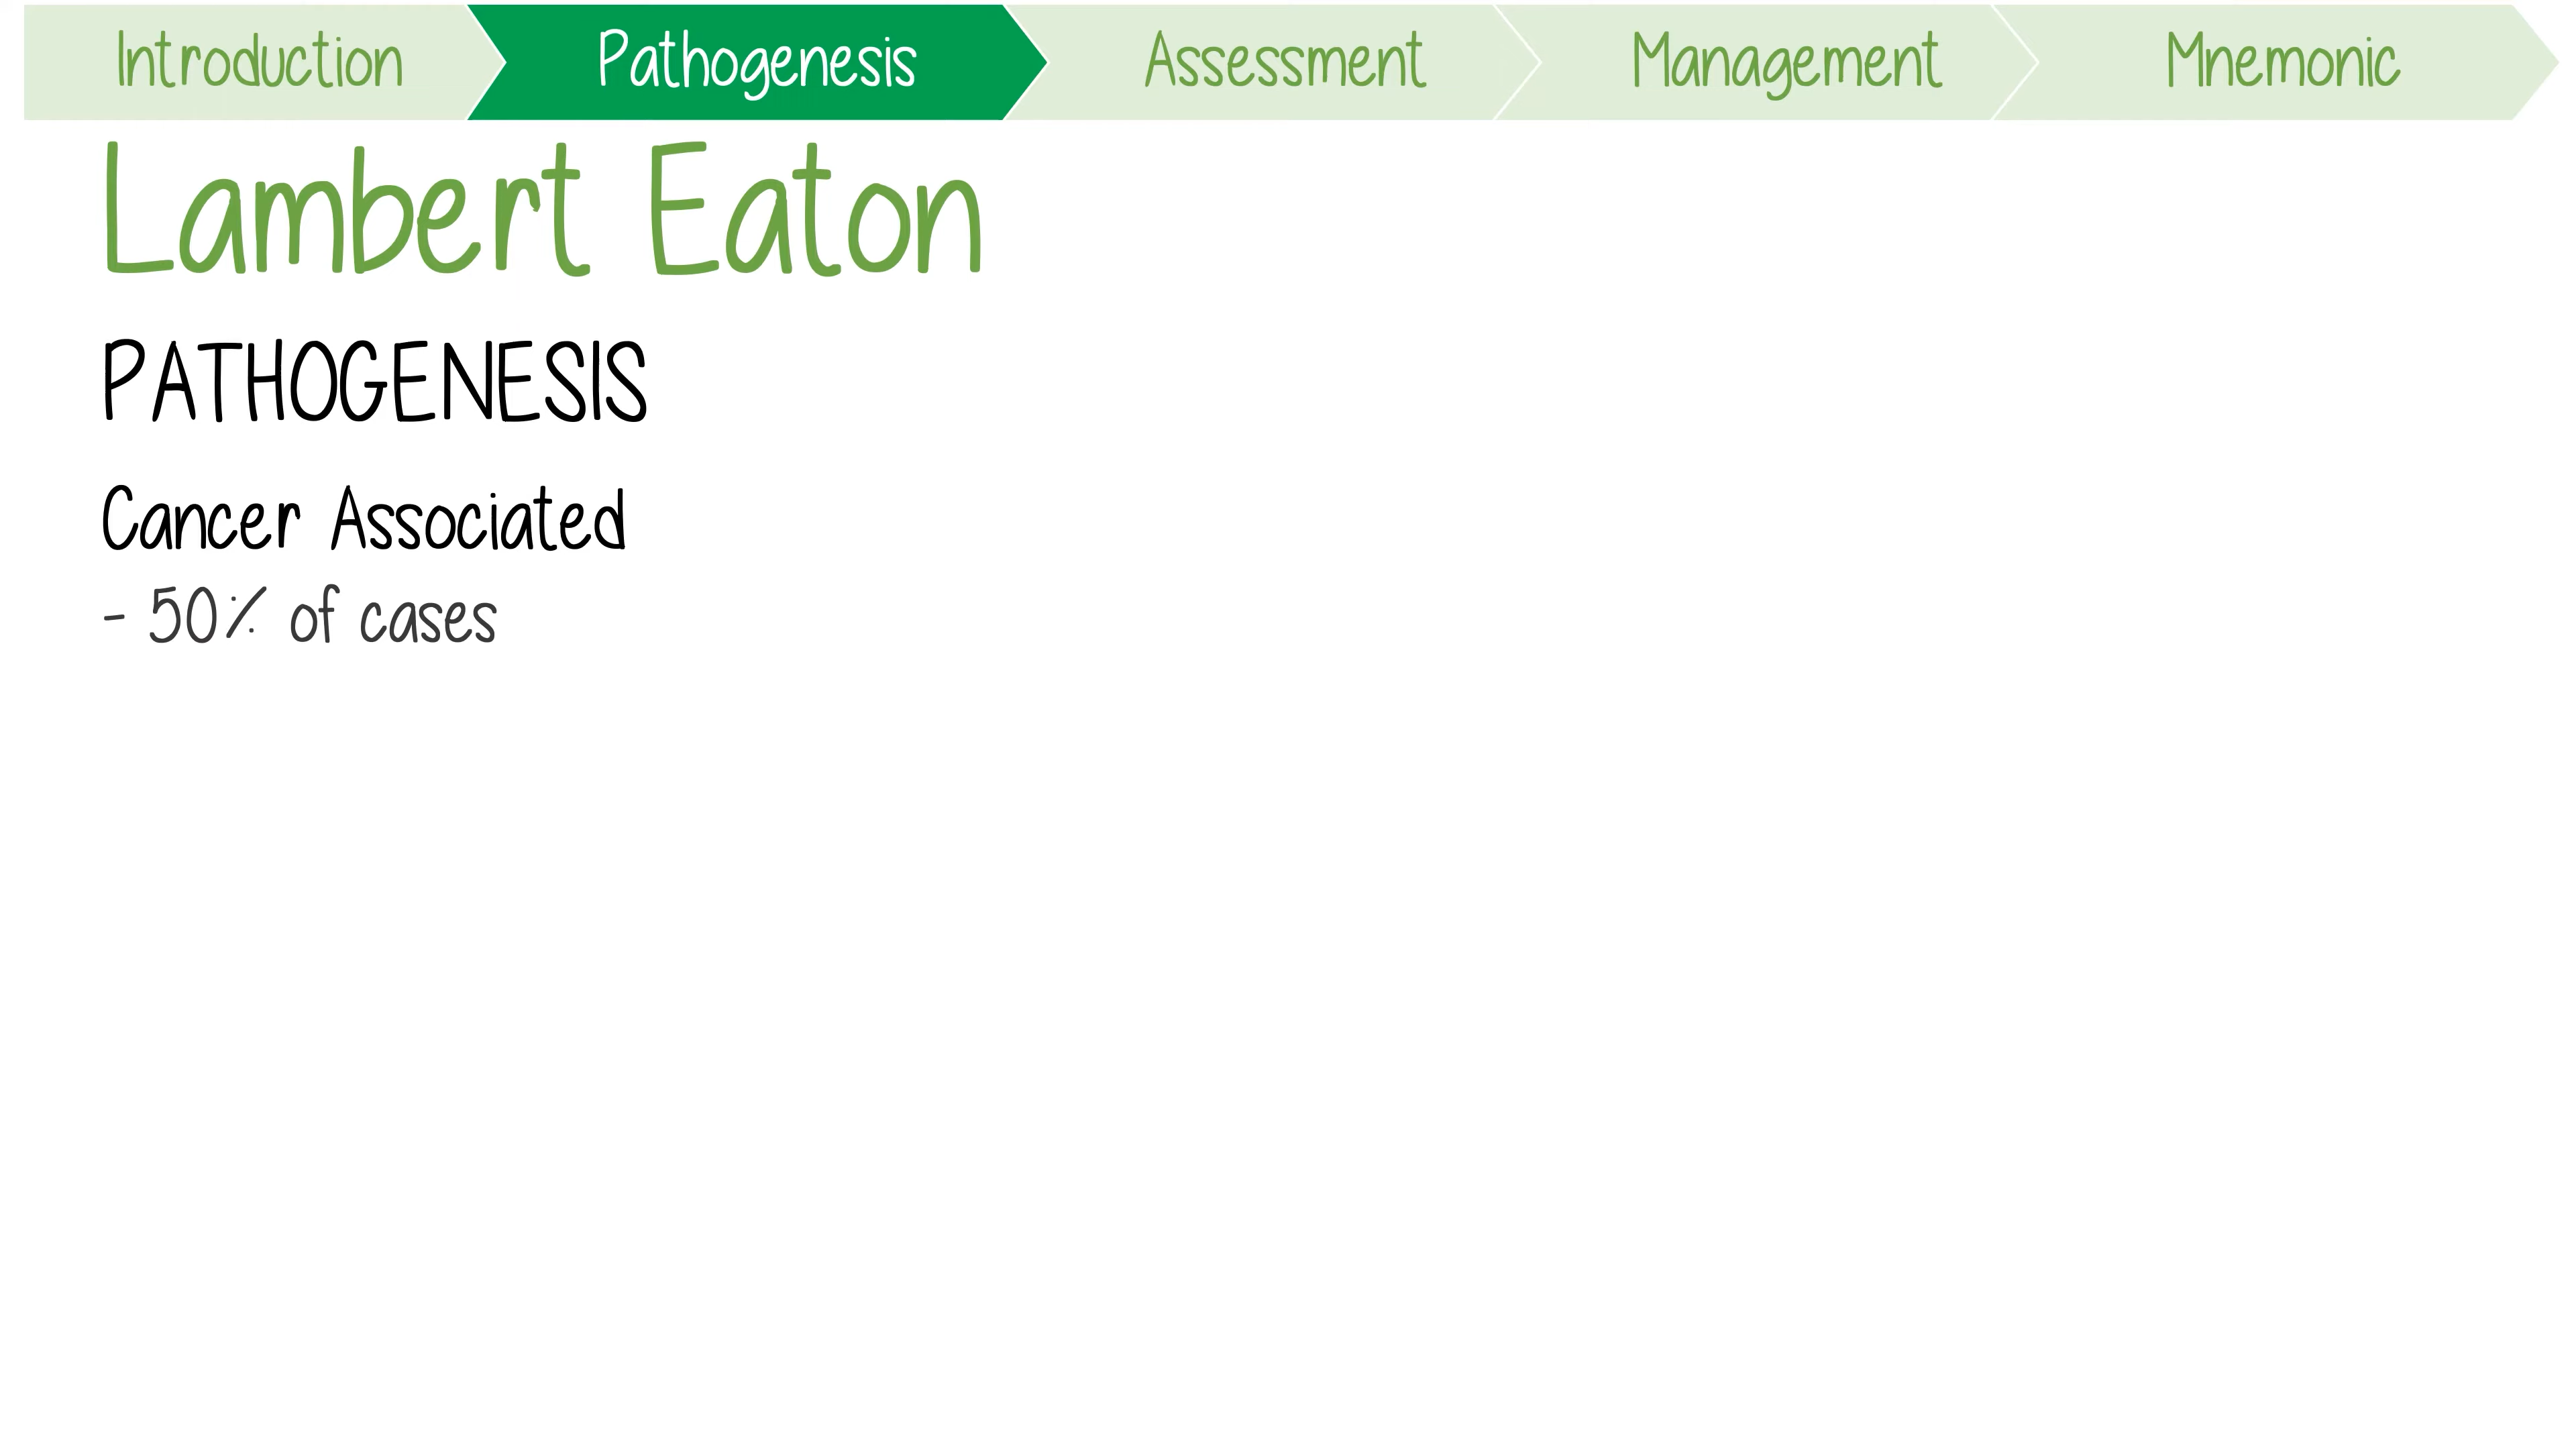 Introduction Pathogenesis Assessment Management Mnemonic
Lambert Eaton
PATHOGENESIS
Cancer Associated
- 50% of cases